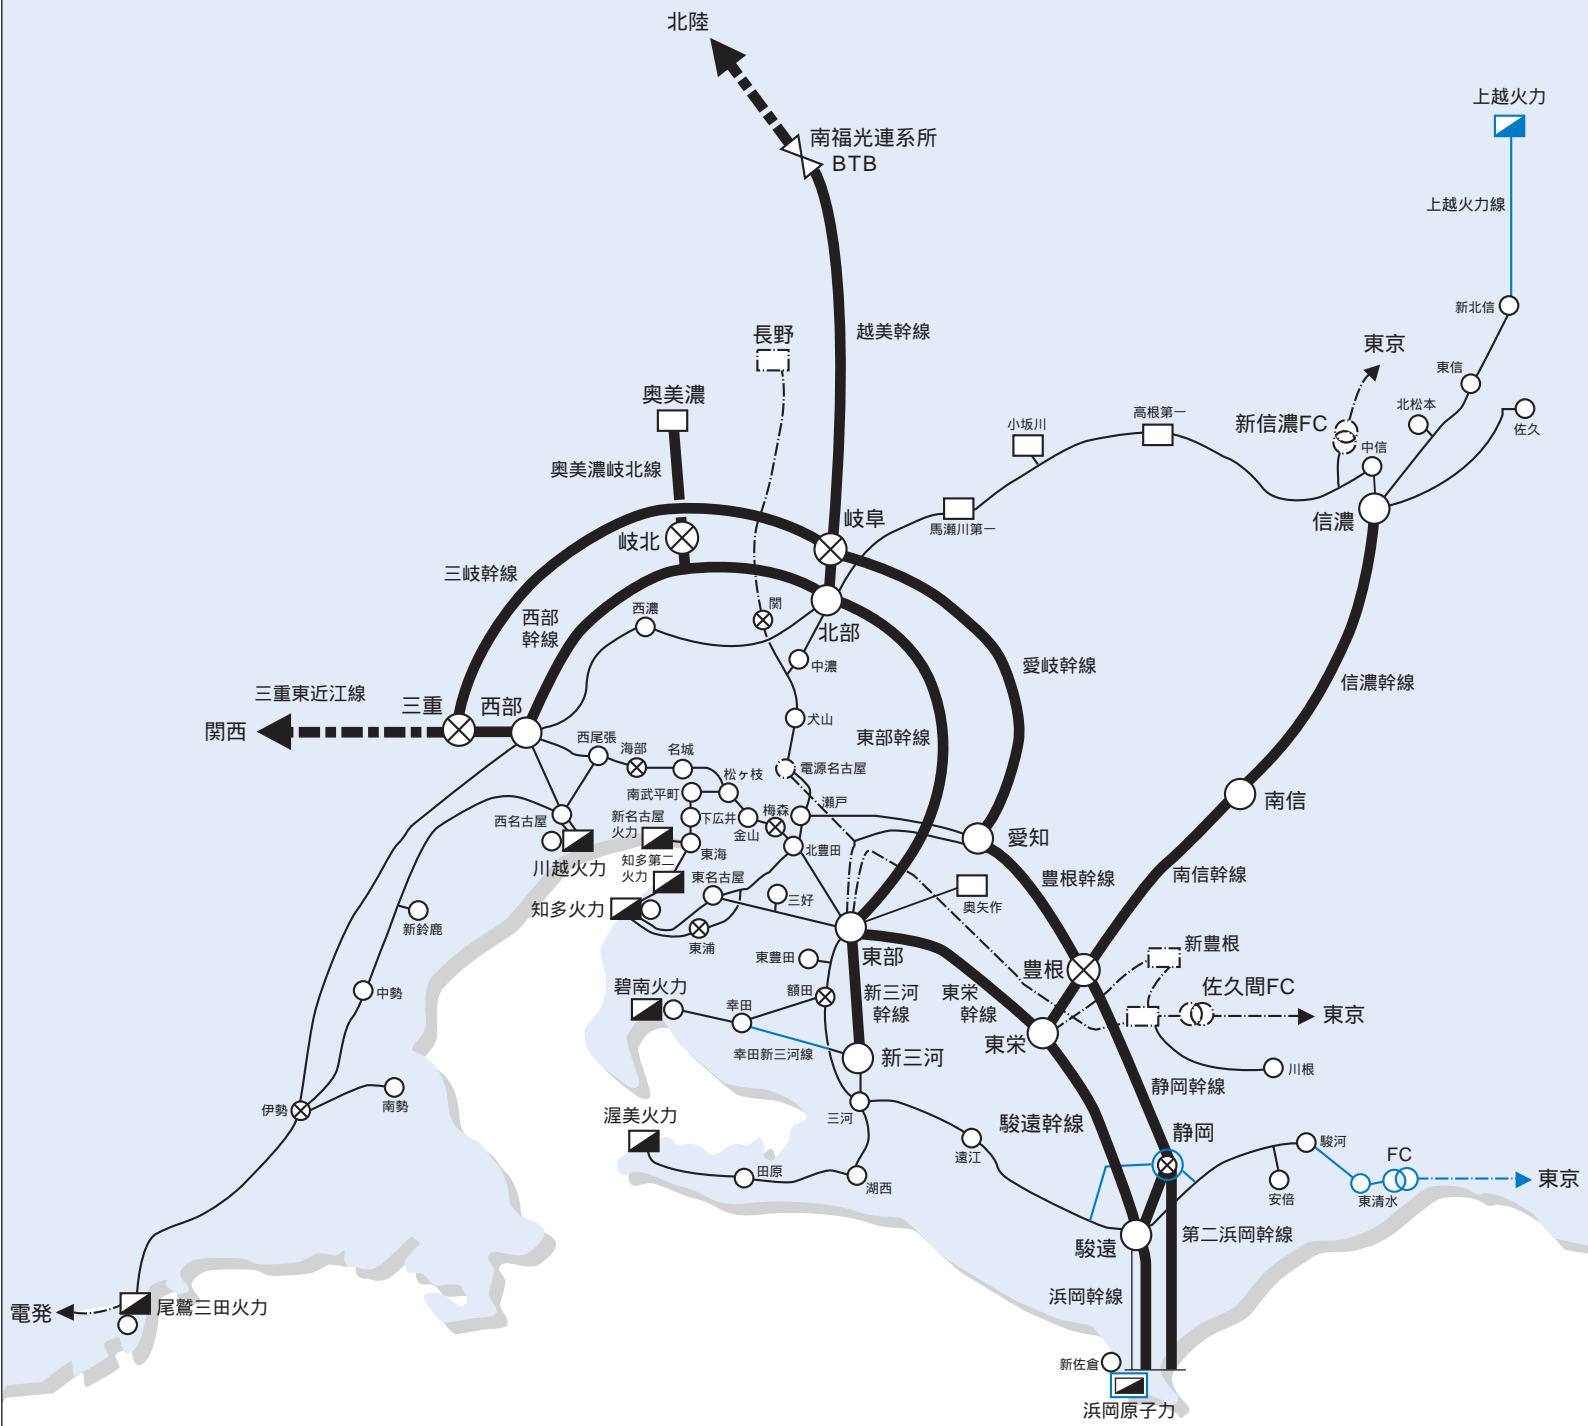 北陸
南福光連系所
BTB
上越火力
上越火力線
新北信
越美幹線
長野
東京
東信
奥美濃
北松本
佐久
高根第一
小坂川
新信濃FC
中信
奥美濃岐北線
馬瀬川第一
岐阜
信濃
岐北
三岐幹線
西部
幹線
西濃
関
北部
中濃
愛岐幹線
信濃幹線
三重東近江線
三重
西部
関西
犬山
西尾張
海部
名城
東部幹線
電源名古屋
松ヶ枝
南武平町
瀬戸
梅森
新名古屋
火力
下広井
金山
西名古屋
南信
愛知
北豊田
東海
知多第二
火力
川越火力
東名古屋
豊根幹線
南信幹線
三好
奥矢作
知多火力
新鈴鹿
東浦
東部
東豊田
新豊根
豊根
碧南火力
額田
新三河
幹線
東栄
幹線
佐久間FC
中勢
幸田
東京
東栄
幸田新三河線
新三河
川根
静岡幹線
伊勢
南勢
渥美火力
三河
駿遠幹線
静岡
遠江
駿河
FC
田原
湖西
安倍
東清水
東京
駿遠
第二浜岡幹線
浜岡幹線
電発
尾鷲三田火力
新佐倉
浜岡原子力